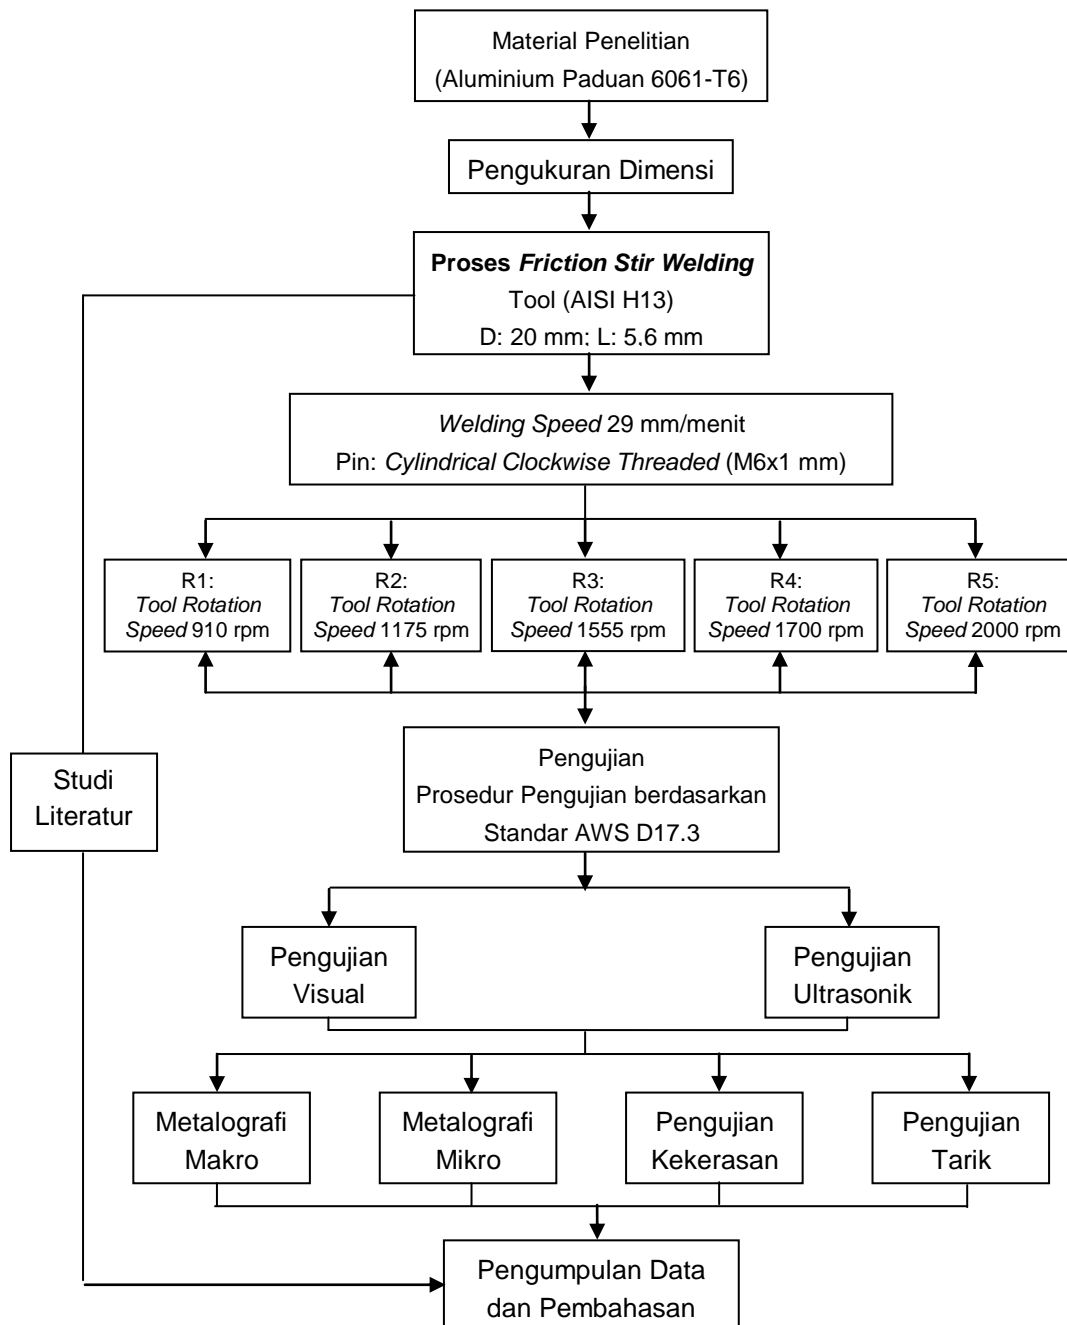 Material Penelitian
(Aluminium Paduan 6061-T6)
Pengukuran Dimensi
Proses Friction Stir Welding
Tool (AISI H13)
D: 20 mm; L: 5,6 mm
Welding Speed 29 mm/menit
Pin: Cylindrical Clockwise Threaded (M6x1 mm)
R1:
Tool Rotation
Speed 910 rpm
R2:
Tool Rotation
Speed 1175 rpm
R3:
Tool Rotation
Speed 1555 rpm
R4:
Tool Rotation
Speed 1700 rpm
R5:
Tool Rotation
Speed 2000 rpm
Studi
Literatur
Pengujian
Prosedur Pengujian berdasarkan
Standar AWS D17.3
Pengujian
Visual
Pengujian
Ultrasonik
Metalografi
Makro
Metalografi
Mikro
Pengujian
Kekerasan
Pengujian
Tarik
Pengumpulan Data
dan Pembahasan